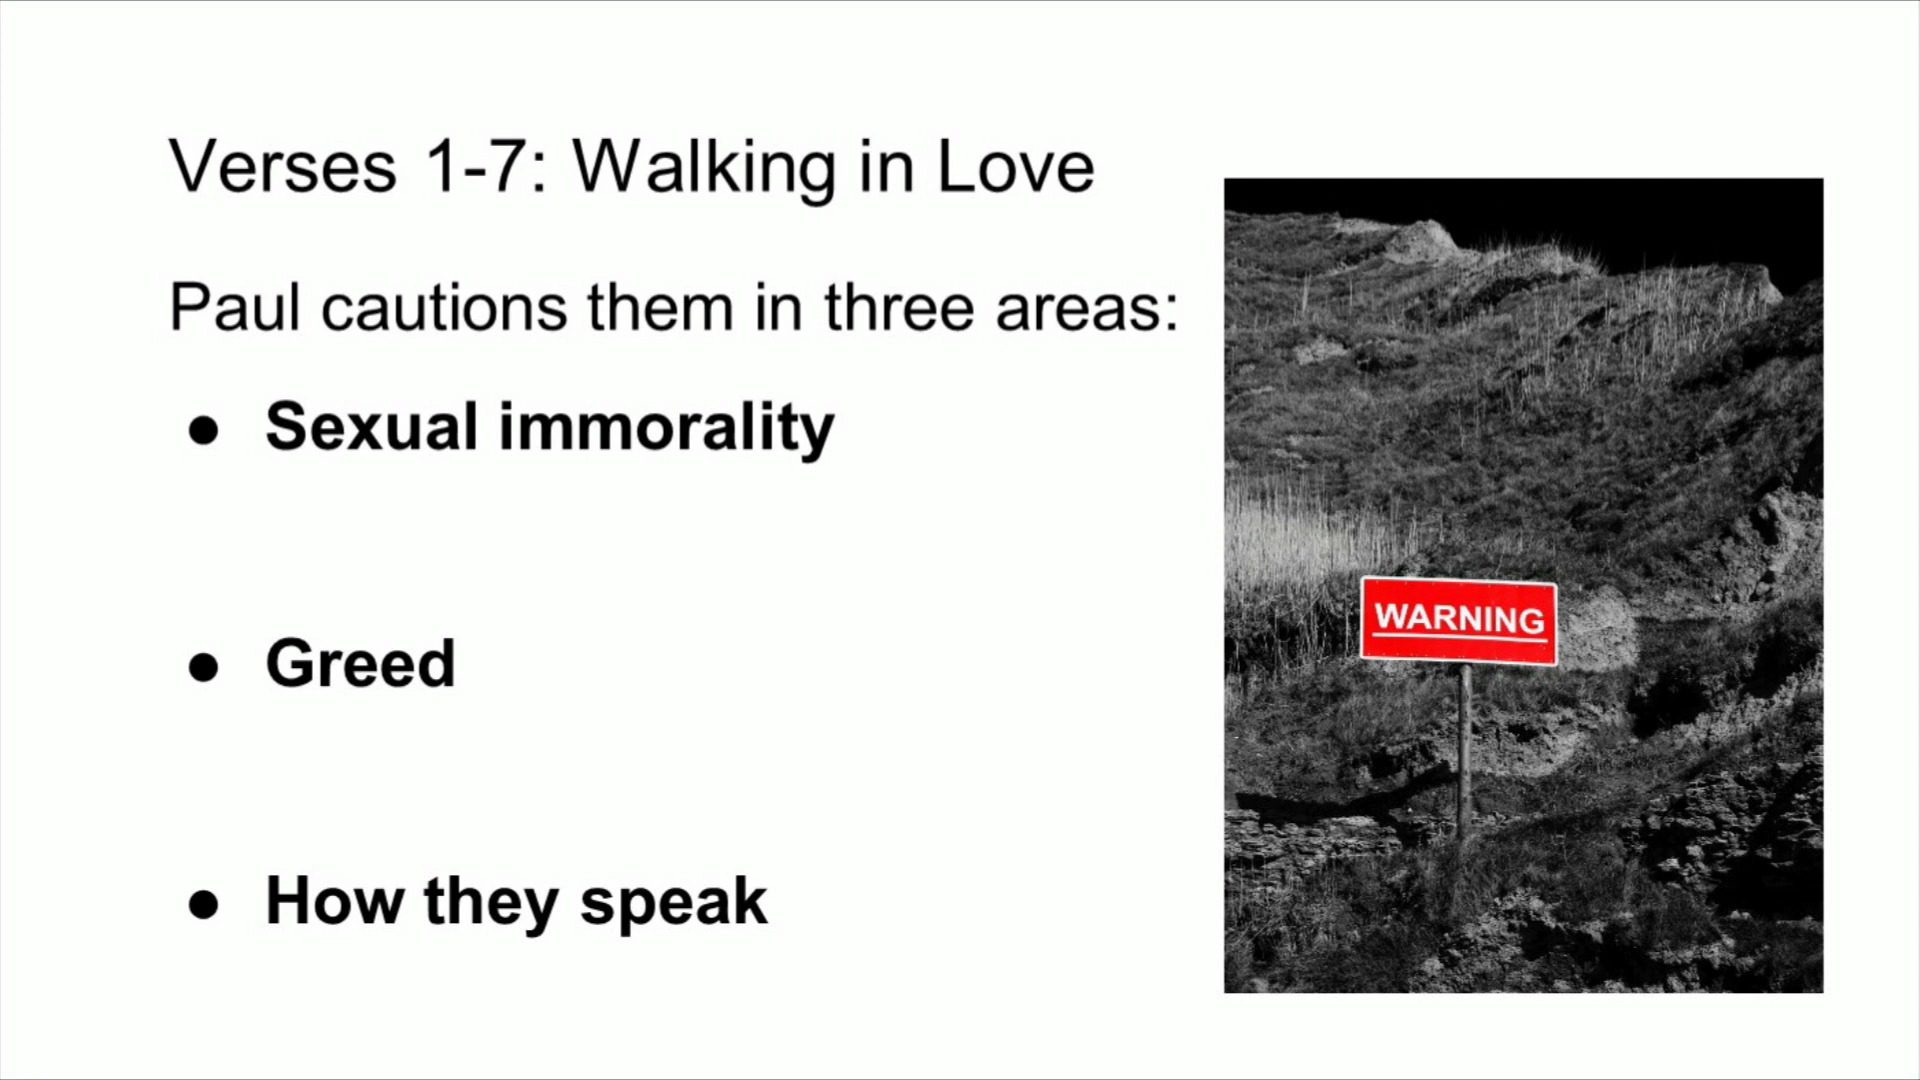 Verses 1-7: Walking in Love
Paul cautions them in three areas:
● Sexual immorality
● Greed
● How they speak
WARNING